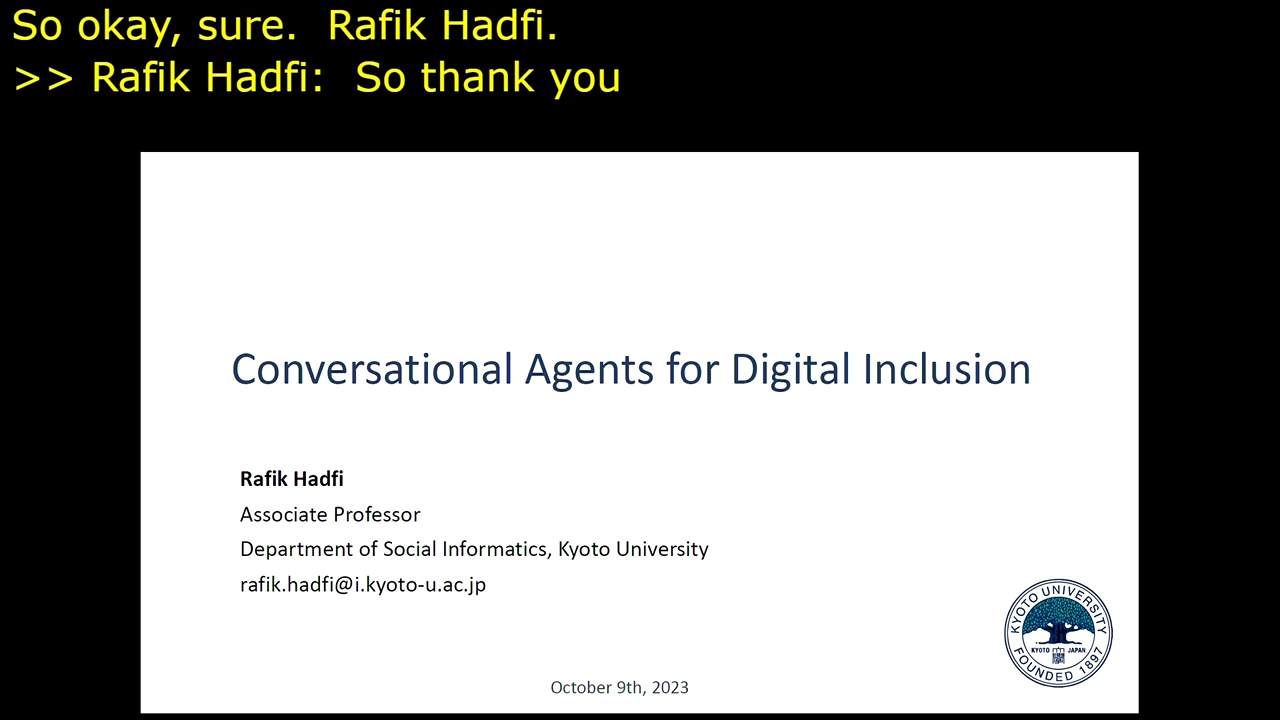 So okay, sure.  Rafik Hadfi.
>> Rafik Hadfi:  So thank you
Conversational Agents for Digital Inclusion
Rafik Hadfi
Associate Professor
Department of Social Informatics, Kyoto University
rafik.hadfi@i.kyoto-u.ac.jp
KYOTO UNIVERSITY
KYOTO JAPAN
FOUNDED 1897
October 9th, 2023